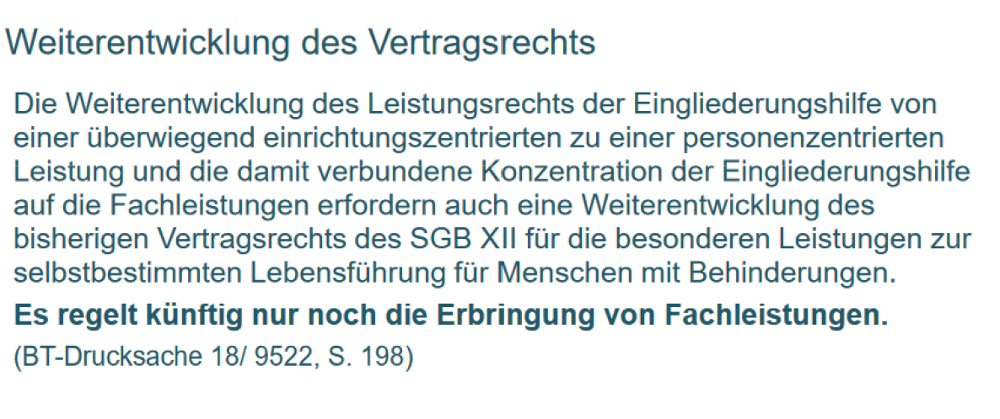 Weiterentwicklung des Vertragsrechts
Die Weiterentwicklung des Leistungsrechts der Eingliederungshilfe von
einer überwiegend einrichtungszentrierten zu einer personenzentrierten
Leistung und die damit verbundene Konzentration der Eingliederungshilfe
auf die Fachleistungen erfordern auch eine Weiterentwicklung des
bisherigen Vertragsrechts des SGB XII für die besonderen Leistungen zur
selbstbestimmten Lebensführung für Menschen mit Behinderungen.
Es regelt künftig nur noch die Erbringung von Fachleistungen.
(BT-Drucksache 18/ 9522, S. 198)